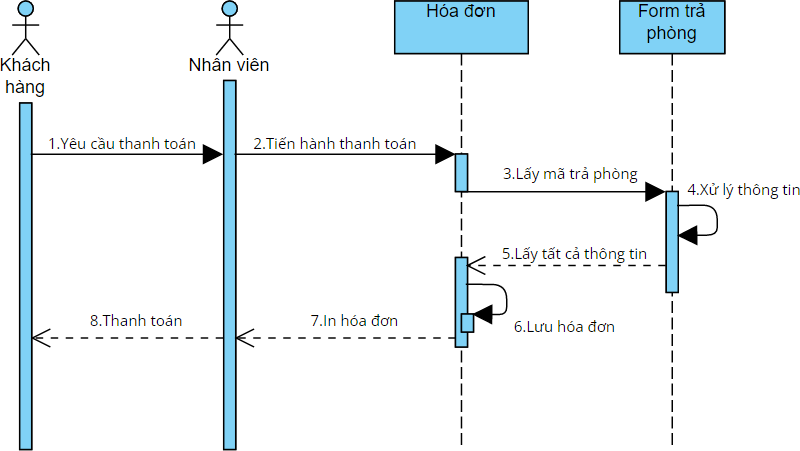 Khách
hàng
Nhân viên
Hóa đơn
Form trả
phòng
1.Yêu cầu thanh toán
2.Tiến hành thanh toán
3.Lấy mã trả phòng
4.Xử lý thông tin
5.Lấy tất cả thông tin
6.Lưu hóa đơn
7.In hóa đơn
8.Thanh toán